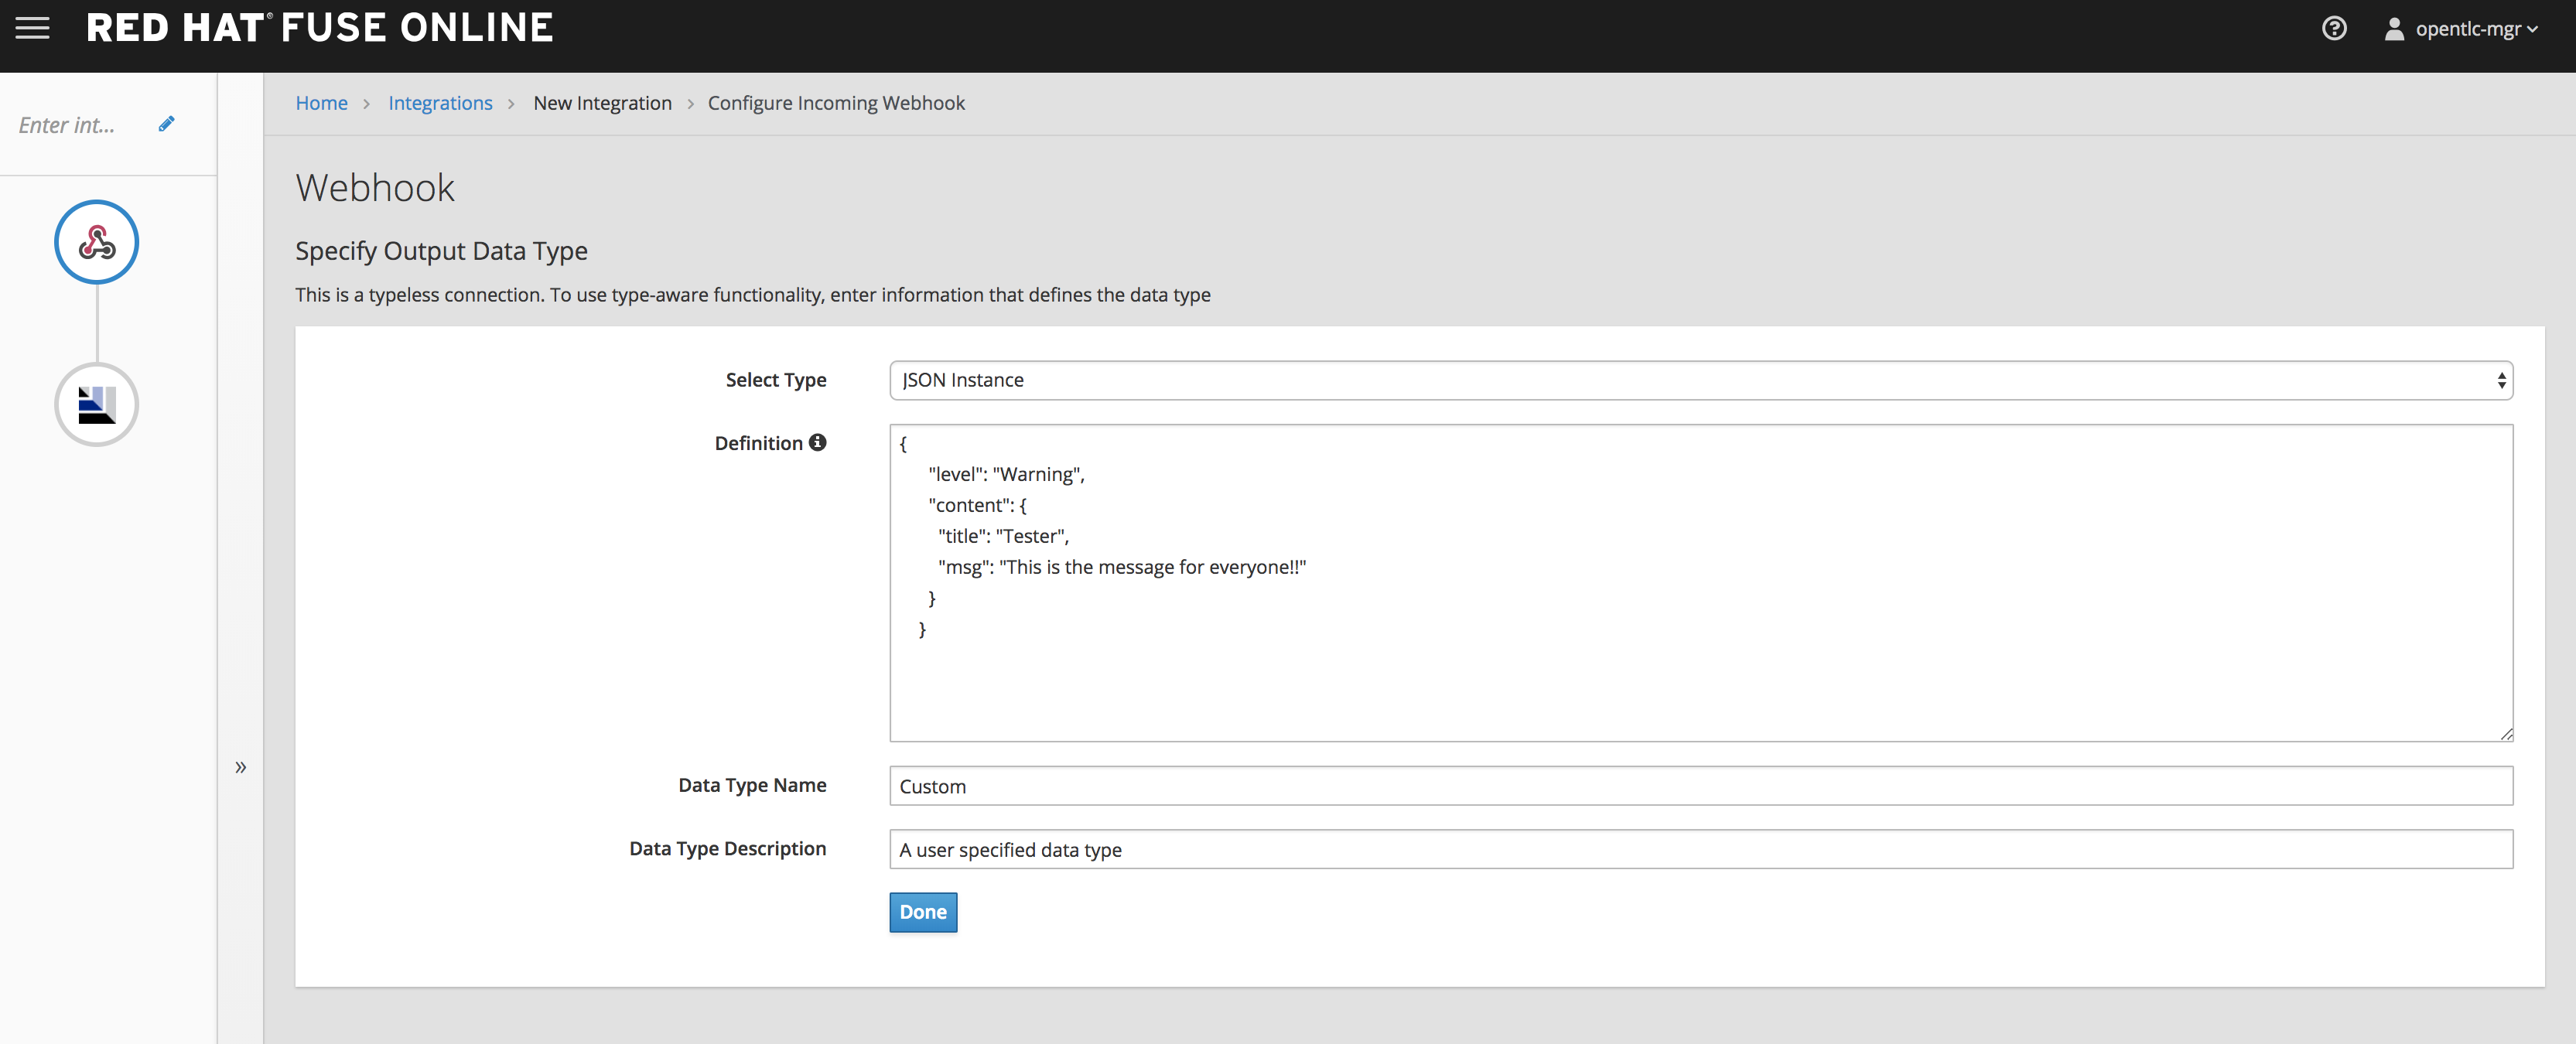 RED HAT® FUSE ONLINE
opentlc-mgr
Enter int...
Home > Integrations > New Integration > Configure Incoming Webhook
Webhook
Specify Output Data Type
This is a typeless connection. To use type-aware functionality, enter information that defines the data type
Select Type
JSON Instance
Definition
{
"level": "Warning",
"content": {
"title": "Tester",
"msg": "This is the message for everyone!!"
}
}
»
Data Type Name
Custom
Data Type Description
A user specified data type
Done